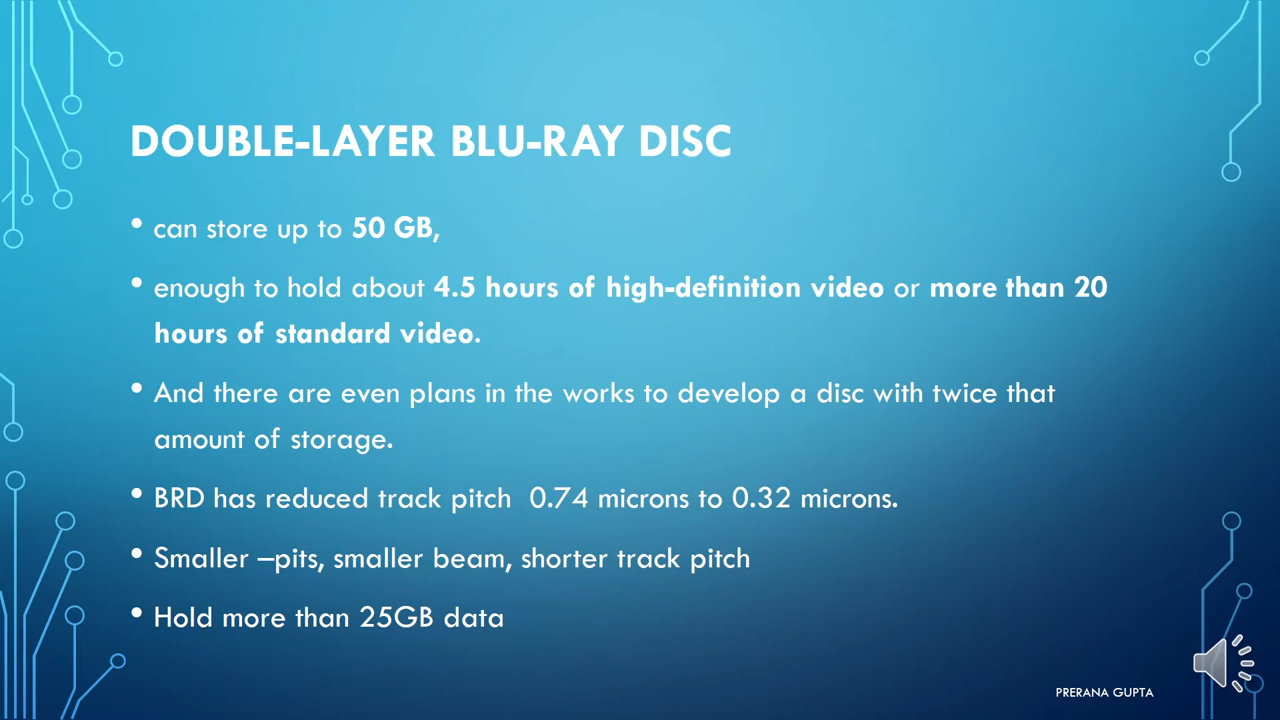 DOUBLE-LAYER BLU-RAY DISC
• can store up to 50 GB,
• enough to hold about 4.5 hours of high-definition video or more than 20
hours of standard video.
• And there are even plans in the works to develop a disc with twice that
amount of storage.
• BRD has reduced track pitch  0.74 microns to 0.32 microns.
• Smaller –pits, smaller beam, shorter track pitch
• Hold more than 25GB data
PRERANA GUPTA